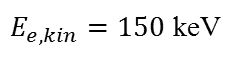 E_{e,kin} = 150 keV